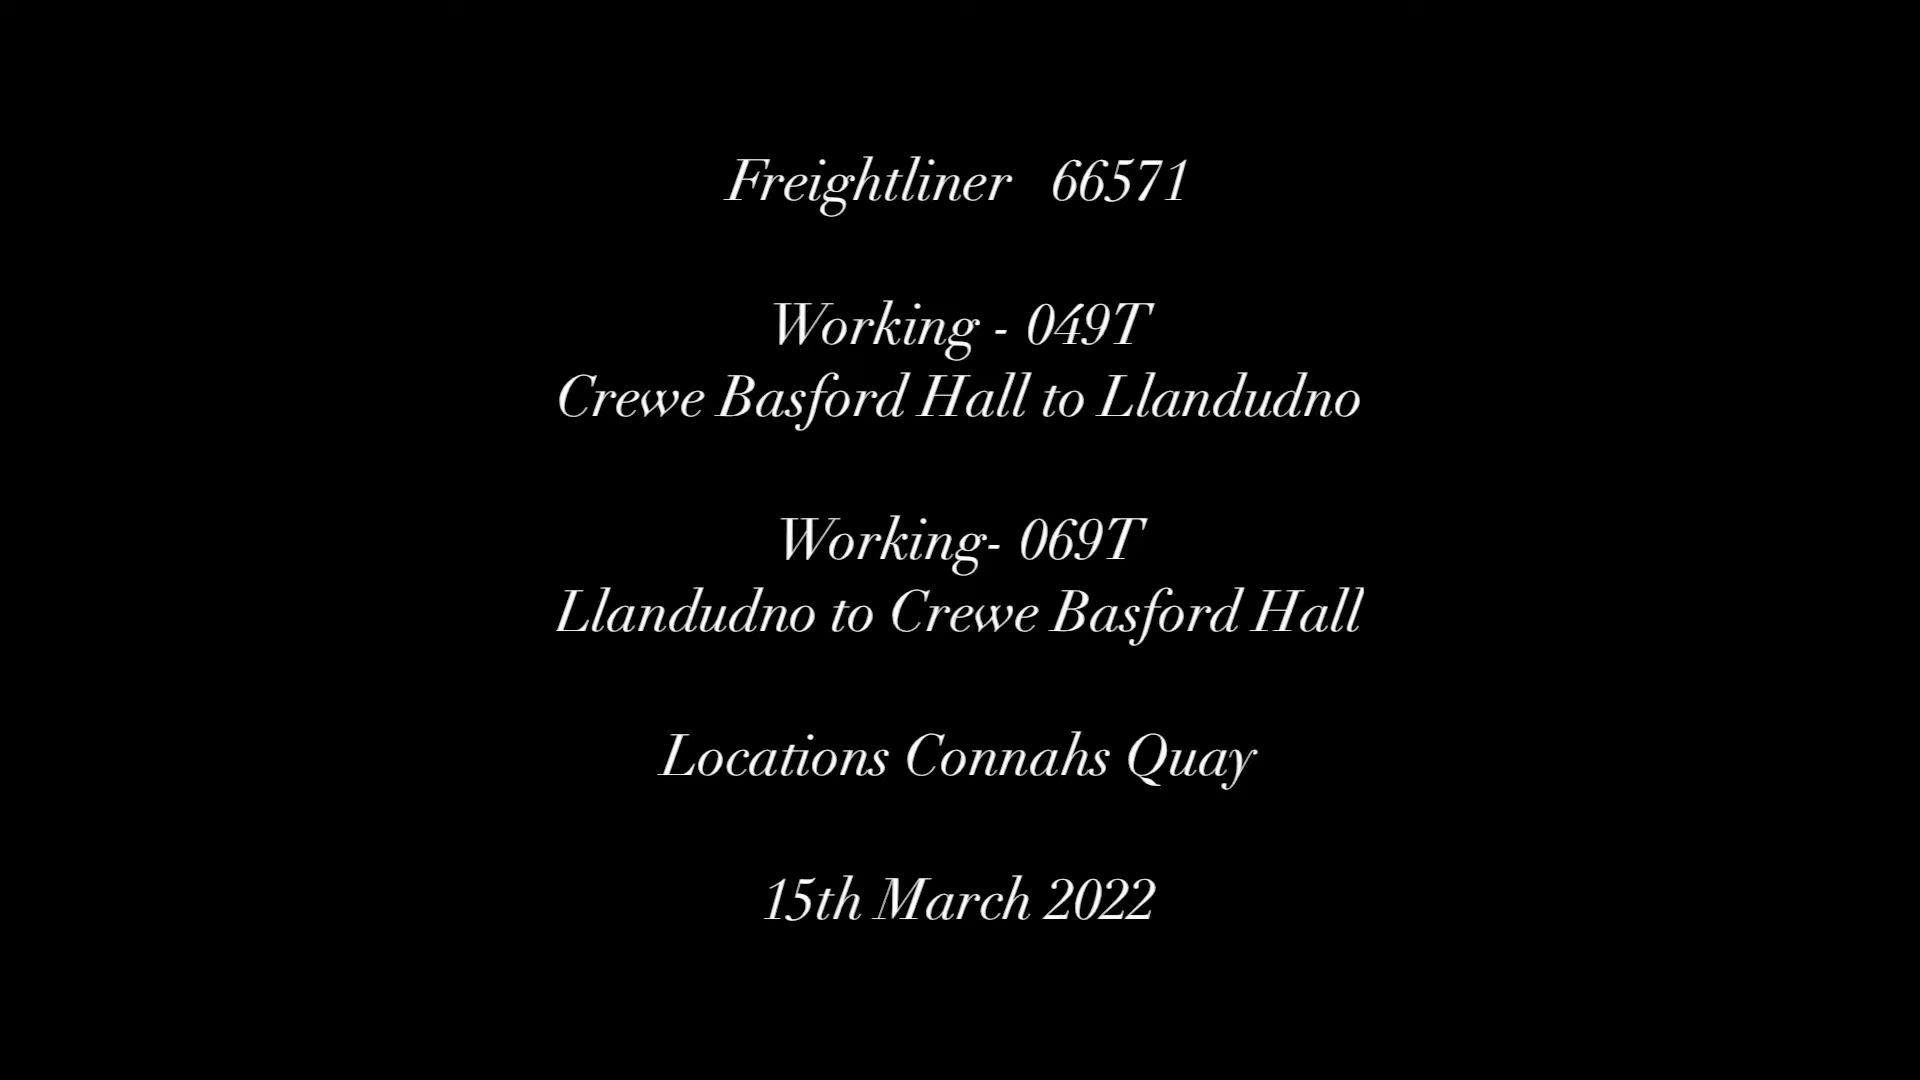 Freightliner 66571
Working - 049T
Crewe Basford Hall to Llandudno
Working- 069T
Llandudno to Crewe Basford Hall
Locations Connahs Quay
15th March 2022